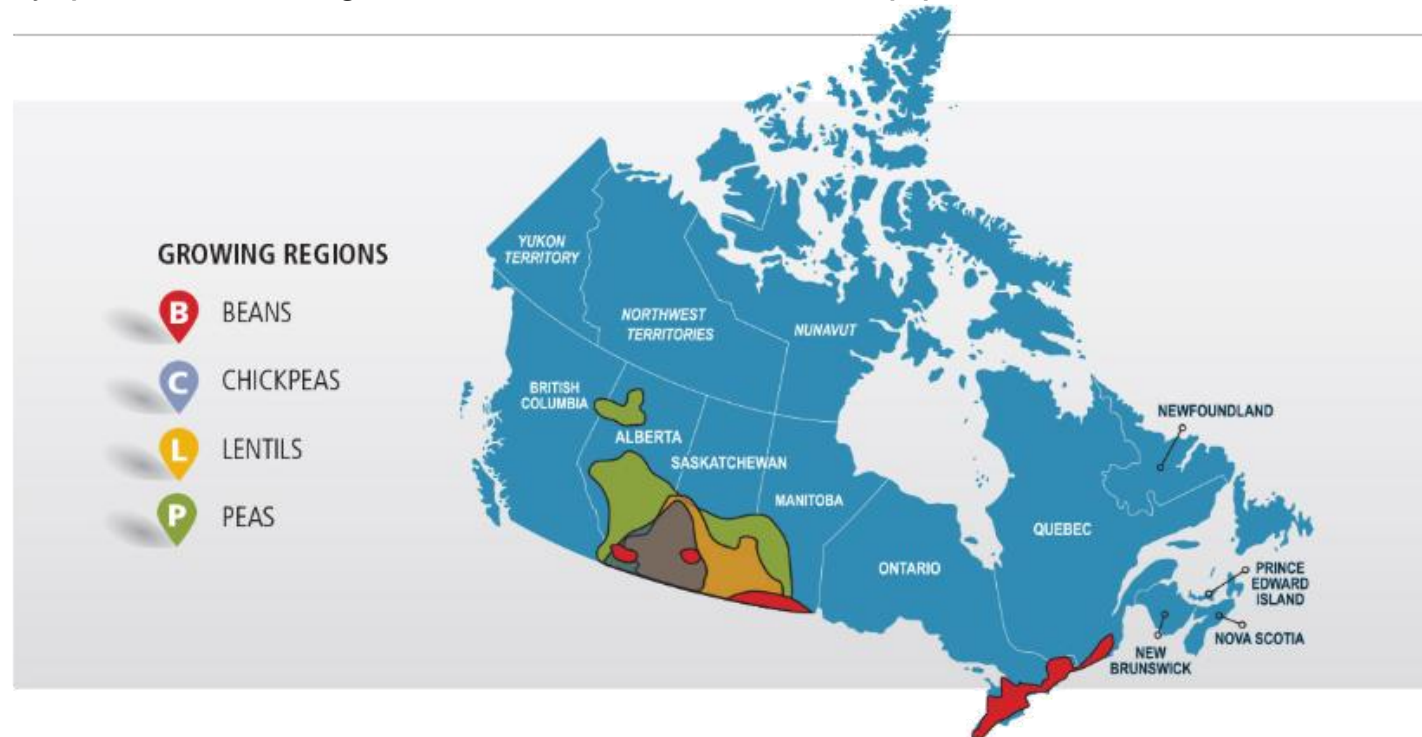 GROWING REGIONS
B BEANS
C CHICKPEAS
L LENTILS
P PEAS
YUKON
TERRITORY
NORTHWEST
TERRITORIES
NUNAVUT
BRITISH
COLUMBIA
ALBERTA
SASKATCHEWAN
MANITOBA
ONTARIO
QUEBEC
NEWFOUNDLAND
PRINCE
EDWARD
ISLAND
NOVA SCOTIA
NEW
BRUNSWICK